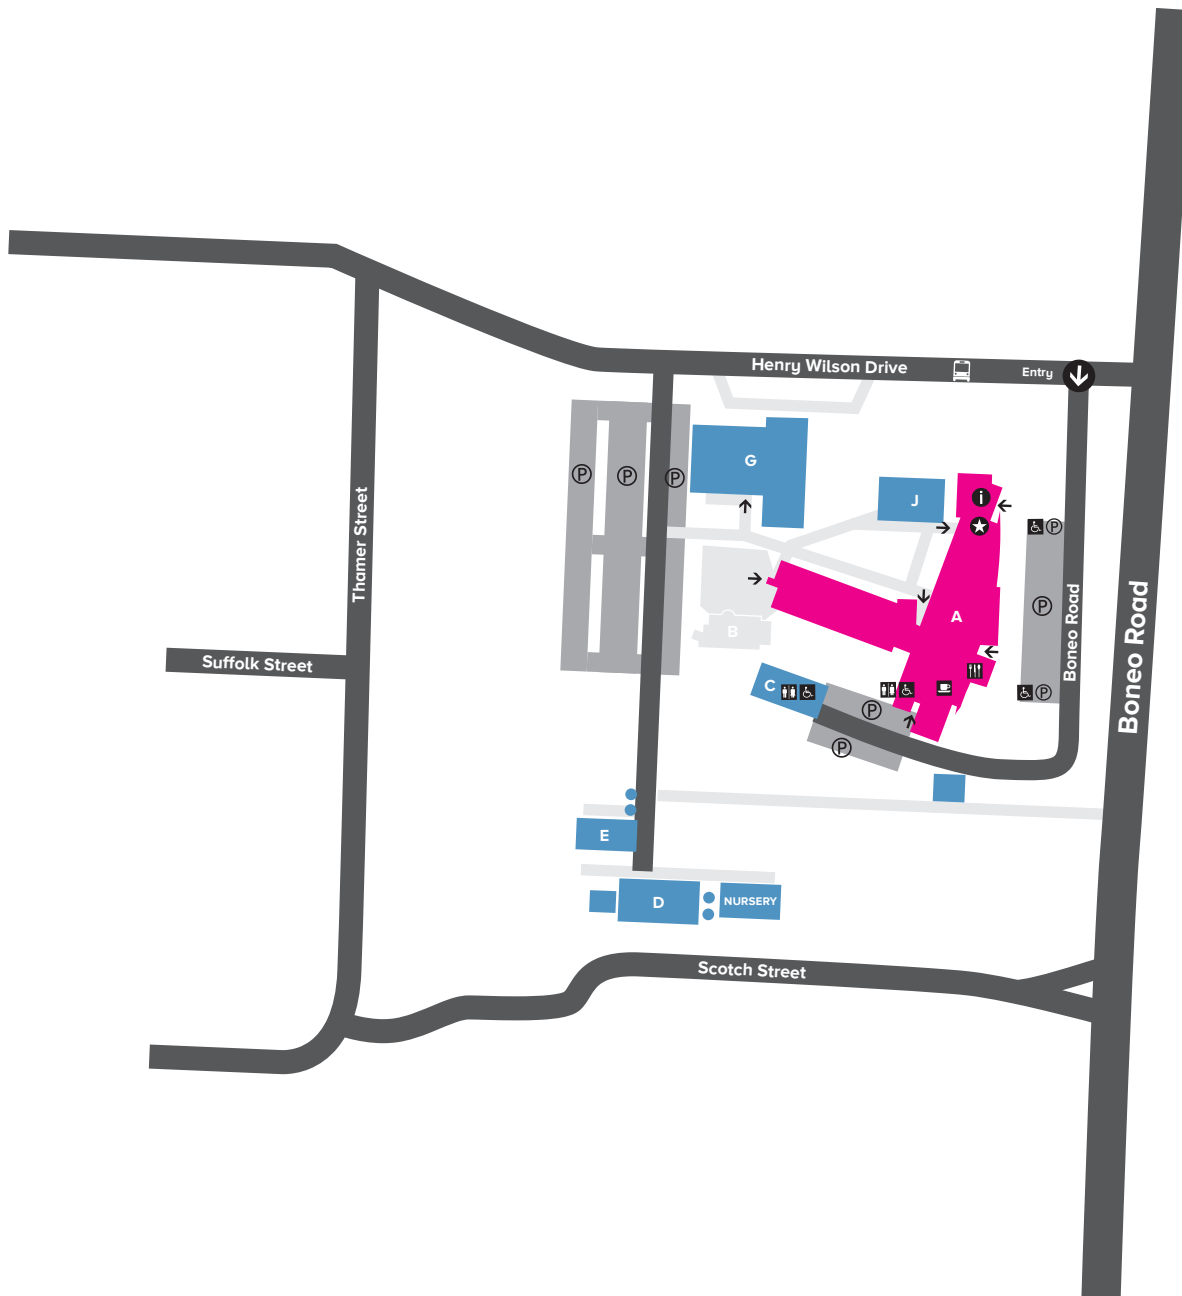 Henry Wilson Drive
Entry
P
P
P
G
J
i
P
A
P
Thamer Street
Boneo Road
Boneo Road
B
Suffolk Street
C
P
P
P
E
D
NURSERY
Scotch Street